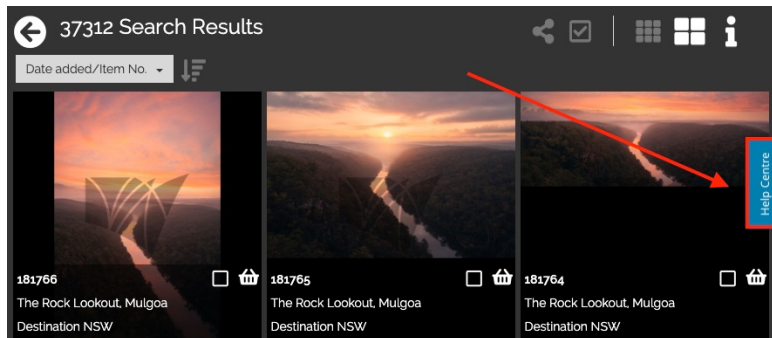 37312 Search Results
Date added/Item No.
Help Centre
181766
The Rock Lookout, Mulgoa
Destination NSW
181765
The Rock Lookout, Mulgoa
Destination NSW
181764
The Rock Lookout, Mulgoa
Destination NSW